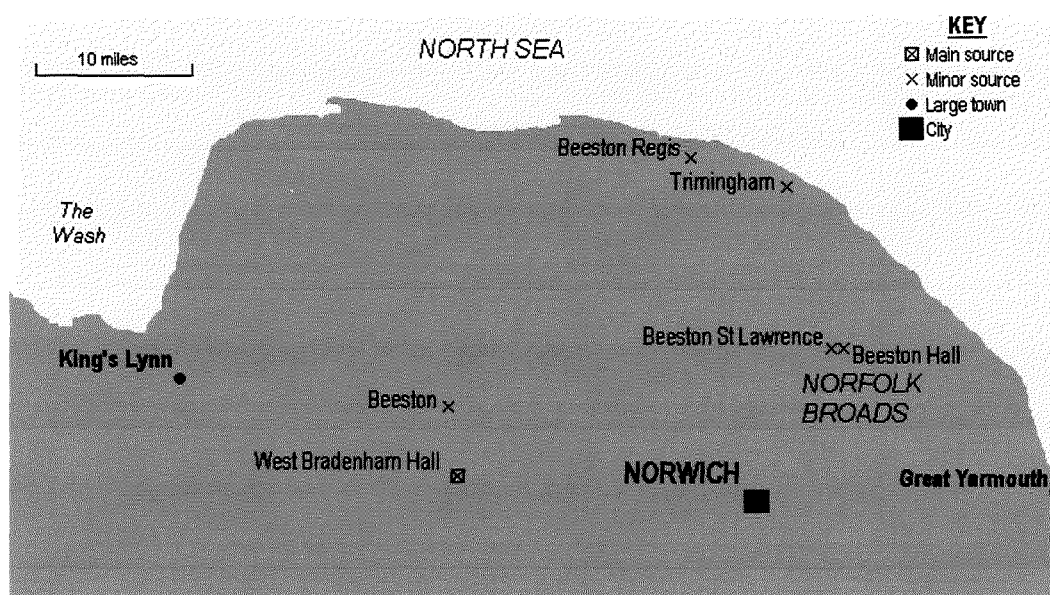 KEY
Main source
Minor source
Large town
City
10 miles
NORTH SEA
Beeston Regis
Trimingham
The
Wash
King's Lynn
Beeston St Lawrence
Beeston Hall
NORFOLK
BROADS
Beeston
West Bradenham Hall
NORWICH
Great Yarmouth